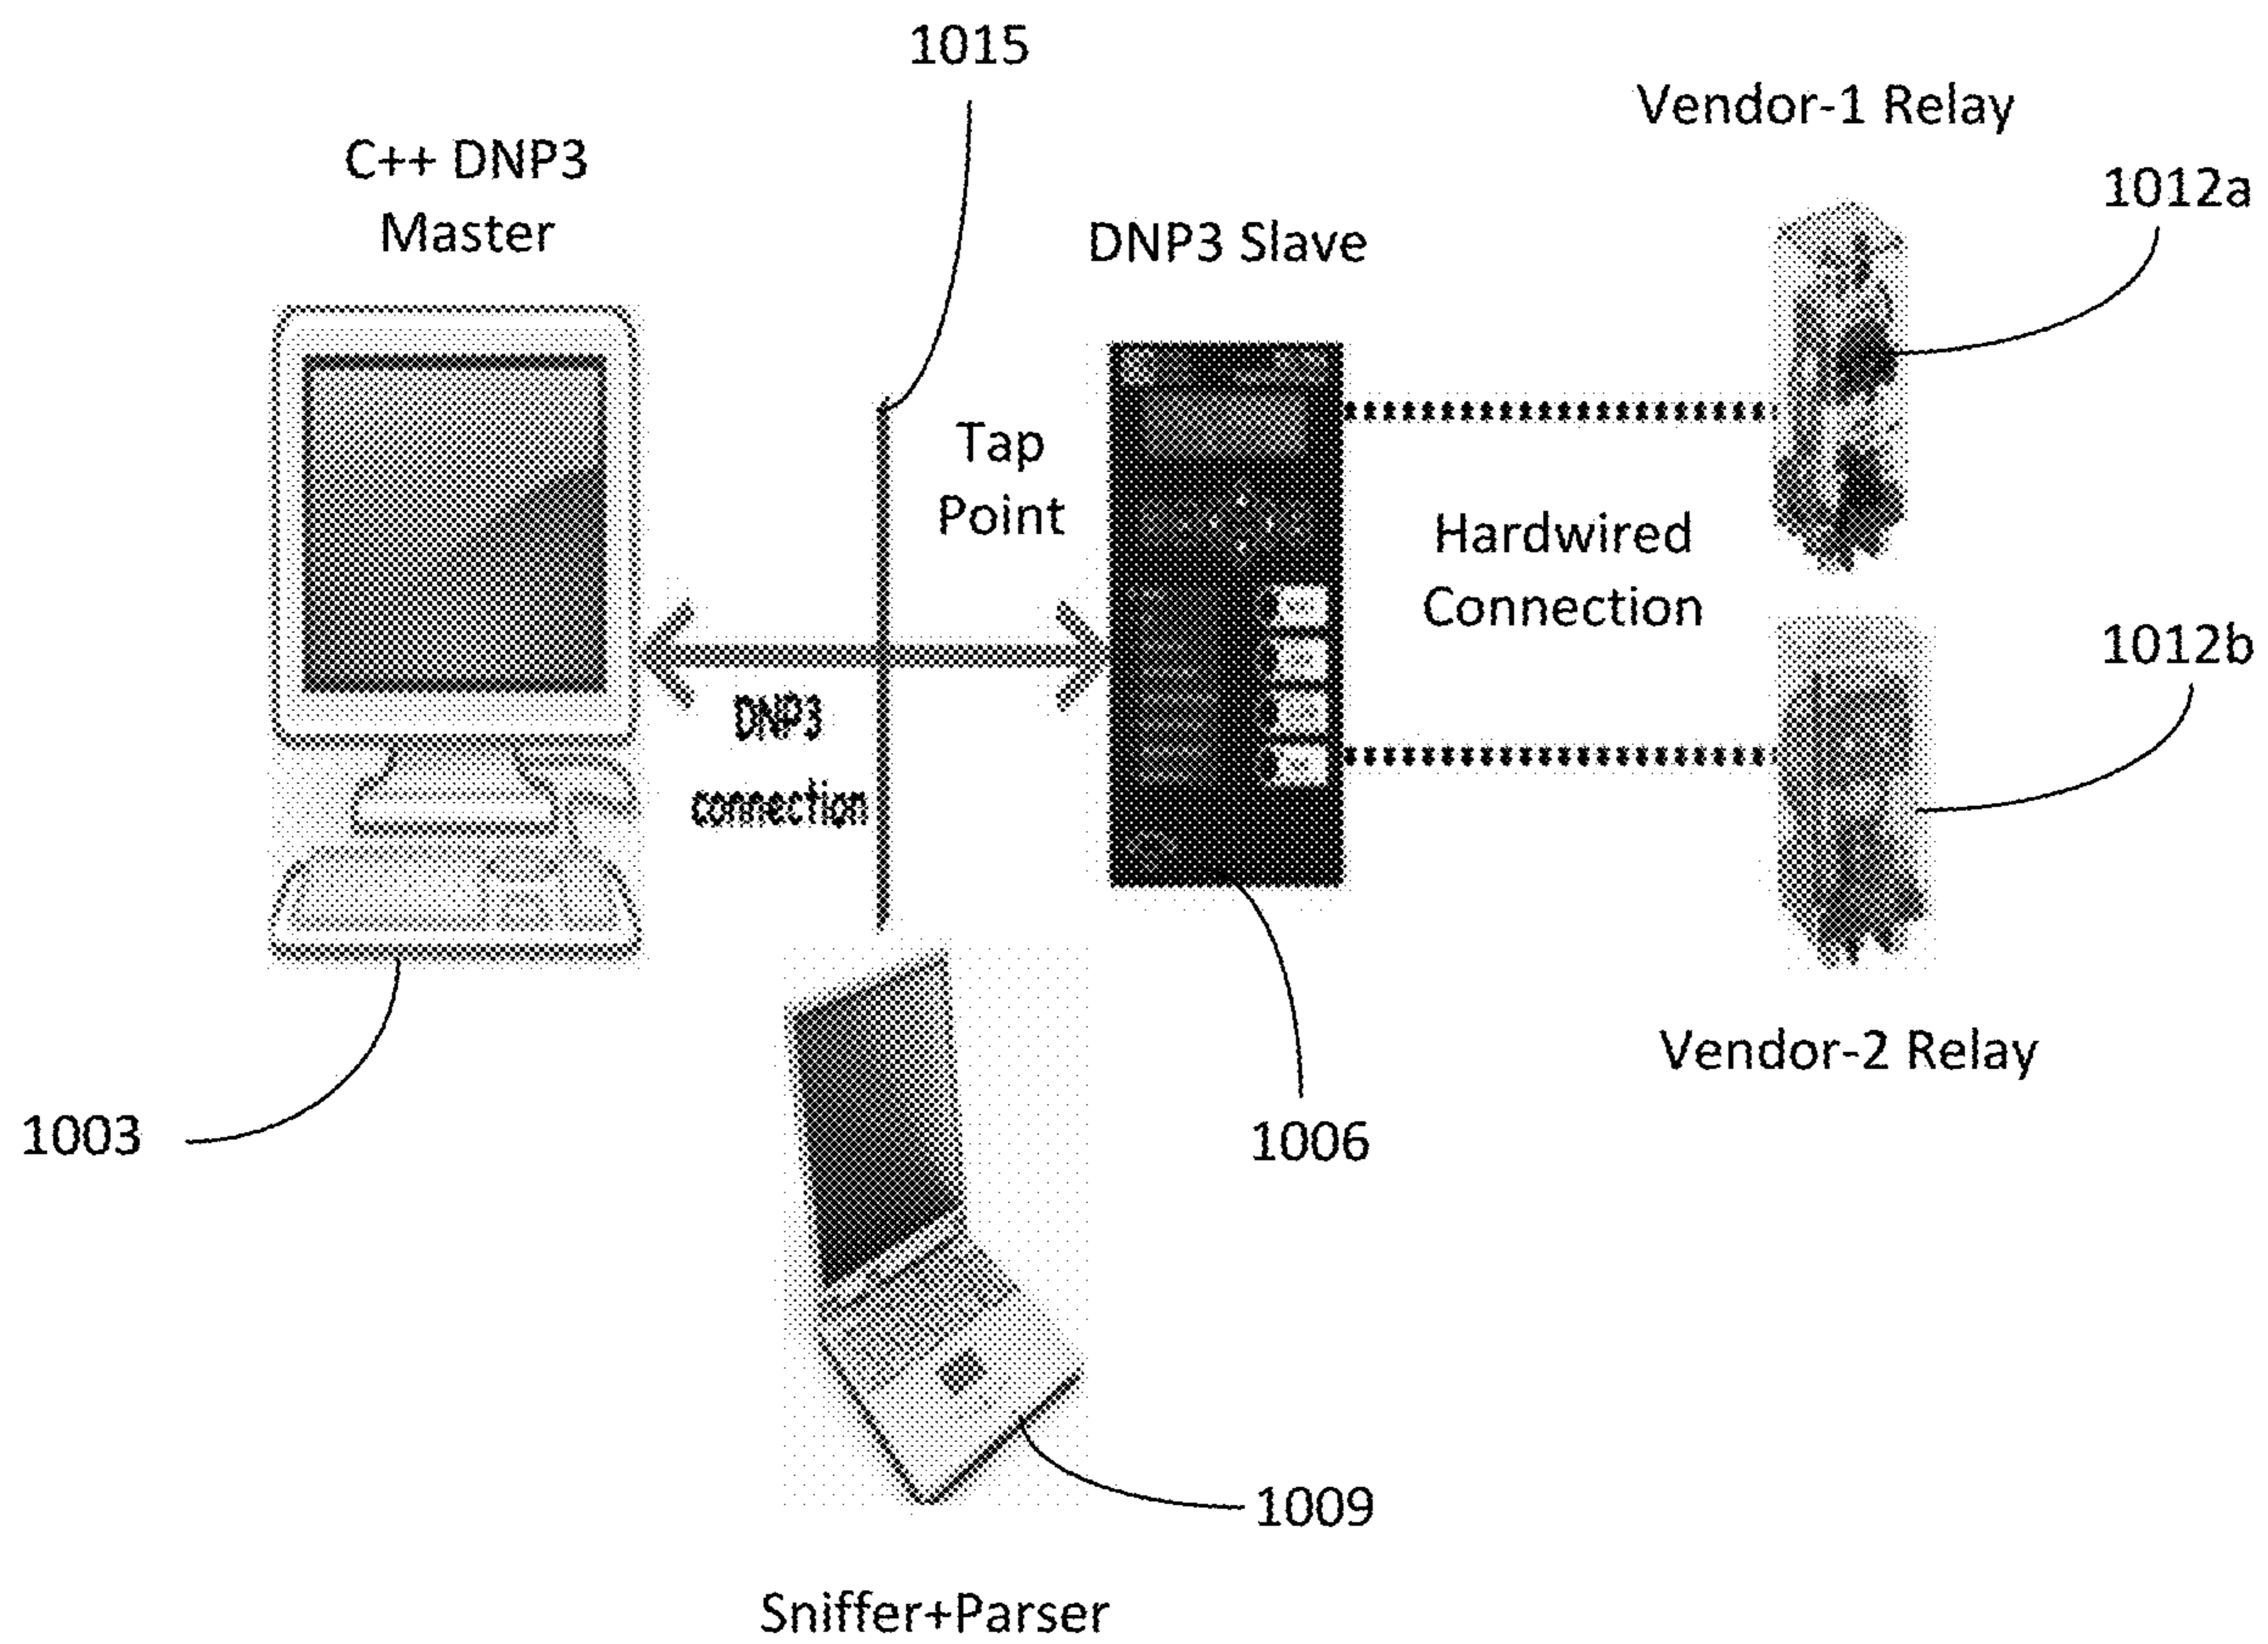 1015
Vendor-1 Relay
C++ DNP3
Master
1012a
DNP3 Slave
Tap
Point
Hardwired
Connection
1012b
DNP3
connection
Vendor-2 Relay
1003
1006
1009
Sniffer+Parser